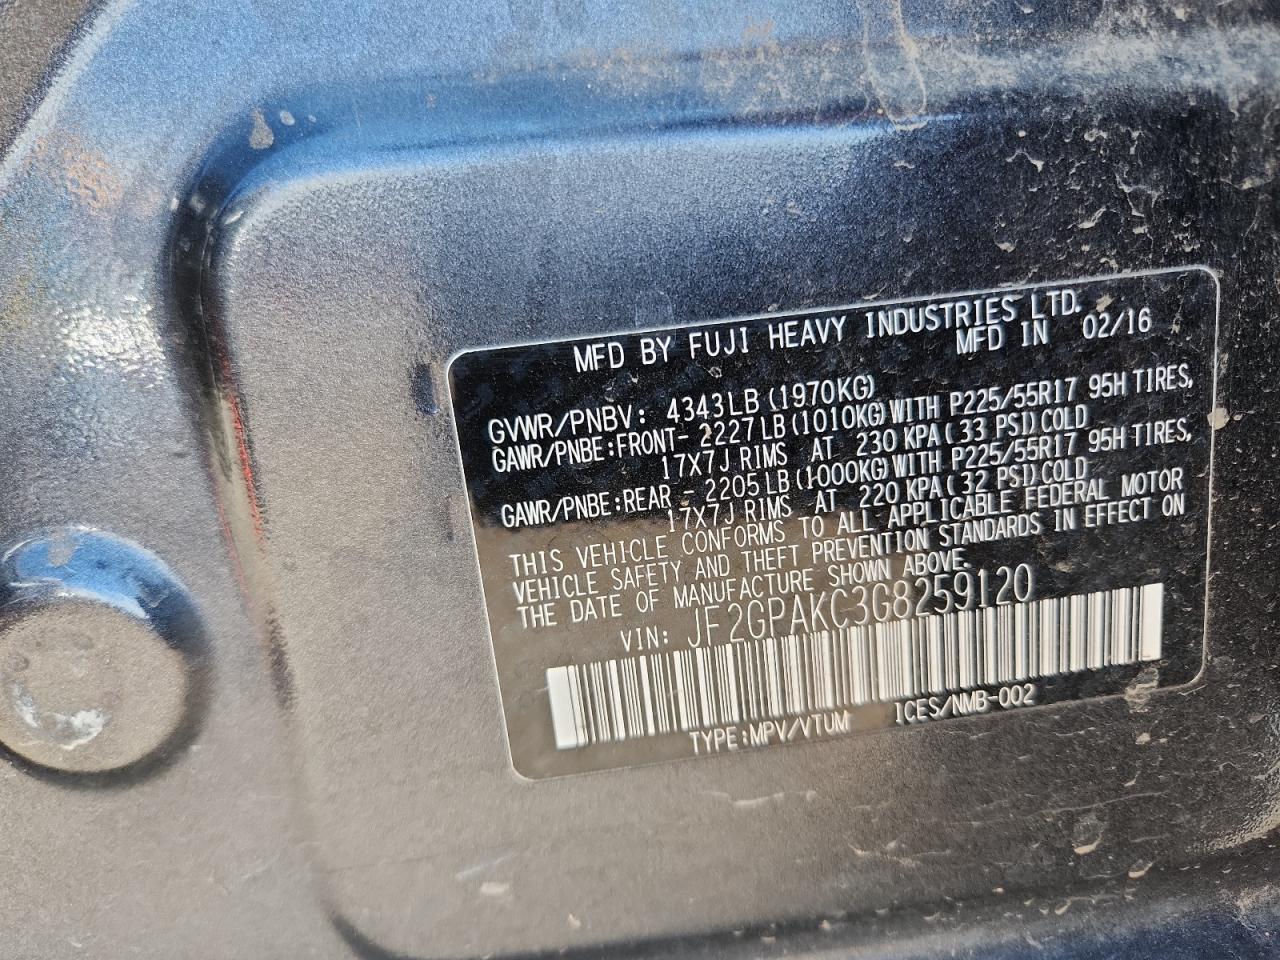 MFD BY FUJI HEAVY INDUSTRIES LTD.
MFD IN 02/16
GVWR/PNBV: 4343LB(1970KG)
GAWR/PNBE:FRONT- 2227LB(1010KG)WITH P225/55R17 95H TIRES,
17X7J RIMS AT 230 KPA(33 PSI)COLD
GAWR/PNBE:REAR - 2205LB(1000KG)WITH P225/55R17 95H TIRES,
17X7J RIMS AT 220 KPA(32 PSI)COLD
THIS VEHICLE CONFORMS TO ALL APPLICABLE FEDERAL MOTOR
VEHICLE SAFETY AND THEFT PREVENTION STANDARDS IN EFFECT ON
THE DATE OF MANUFACTURE SHOWN ABOVE.
VIN: JF2GPAKC3G8259120
TYPE:MPV/VTUM ICES/NMB-002